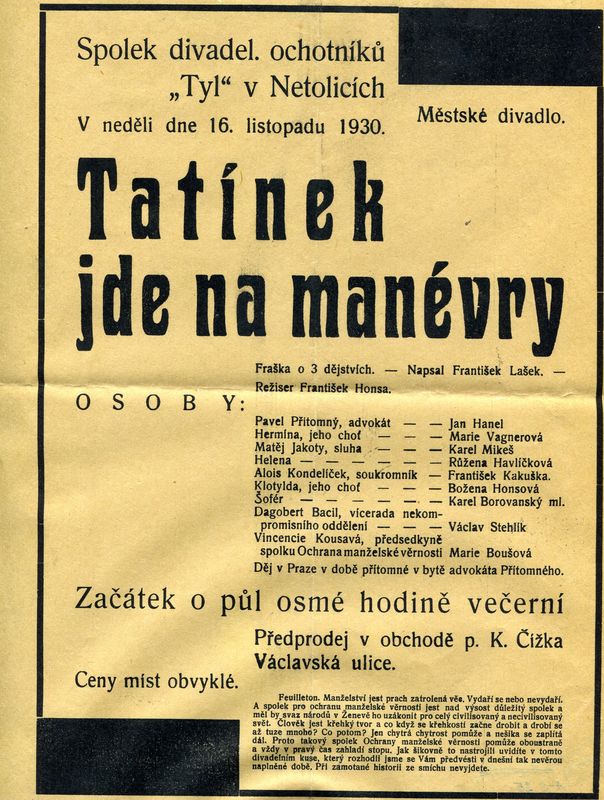 Spolek divadel. ochotníků
„Tyl“ v Netolicích
V neděli dne 16. listopadu 1930.
Městské divadlo.
Tatínek
jde na manévry
Fraška o 3 dějstvích. — Napsal František Lašek. —
Režiser František Honsa.
OSOBY:
Pavel Přítomný, advokát — — Jan Hanel
Hermína, jeho choť — — — Marie Vagnerová
Matěj Jakoty, sluha — — — Karel Mikeš
Helena — — — — — — Růžena Havlíčková
Alois Kondelíček, soukromník — František Kakuška.
Klotylda, jeho choť — — — Božena Honsová
Šofér — — — — — — Karel Borovanský ml.
Dagobert Bacil, vícerada nekom-
promisního oddělení — — — Václav Stehlík
Vincencie Kousavá, předsedkyně
spolku Ochrana manželské věrnosti Marie Boušová
Děj v Praze v době přítomné v bytě advokáta Přítomného.
Začátek o půl osmé hodině večerní
Předprodej v obchodě p. K. Čížka
Václavská ulice.
Ceny míst obvyklé.
Feuilleton. Manželství jest prach zatrolená věc. Vydaří se nebo nevydaří.
A spolek pro ochranu manželské věrnosti jest nad výsost důležitý spolek a
měl by svaz národů v Ženevě ho uzákonit pro celý civilisovaný a necivilisovaný
svět. Člověk jest křehký tvor a co když se křehkostí začne drobit a drobí se
až tuze mnoho? Co potom? Jen chytrá chytrost pomůže a nešika se zaplítá
dál. Proto takový spolek Ochrany manželské věrnosti pomůže oboustraně
a vždy v pravý čas zahladí stopu. Jak šikovně to nastrojili uvidíte v tomto
divadelním kuse, který rozhodli jsme se Vám předvésti v dnešní tak nevěrou
naplněné době. Při zamotané historii ze smíchu nevyjdete.